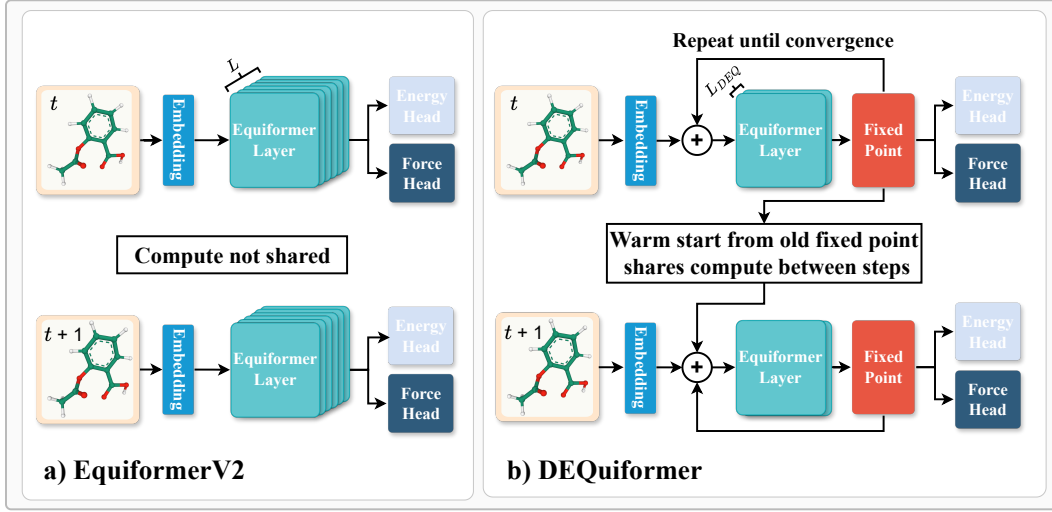 t
Embedding
L
Equiformer
Layer
Energy
Head
Force
Head
Compute not shared
t + 1
Embedding
Equiformer
Layer
Energy
Head
Force
Head
a) EquiformerV2
Repeat until convergence
t
Embedding
+
L_DEQ
Equiformer
Layer
Fixed
Point
Energy
Head
Force
Head
Warm start from old fixed point
shares compute between steps
t + 1
Embedding
+
Equiformer
Layer
Fixed
Point
Energy
Head
Force
Head
b) DEQuiformer